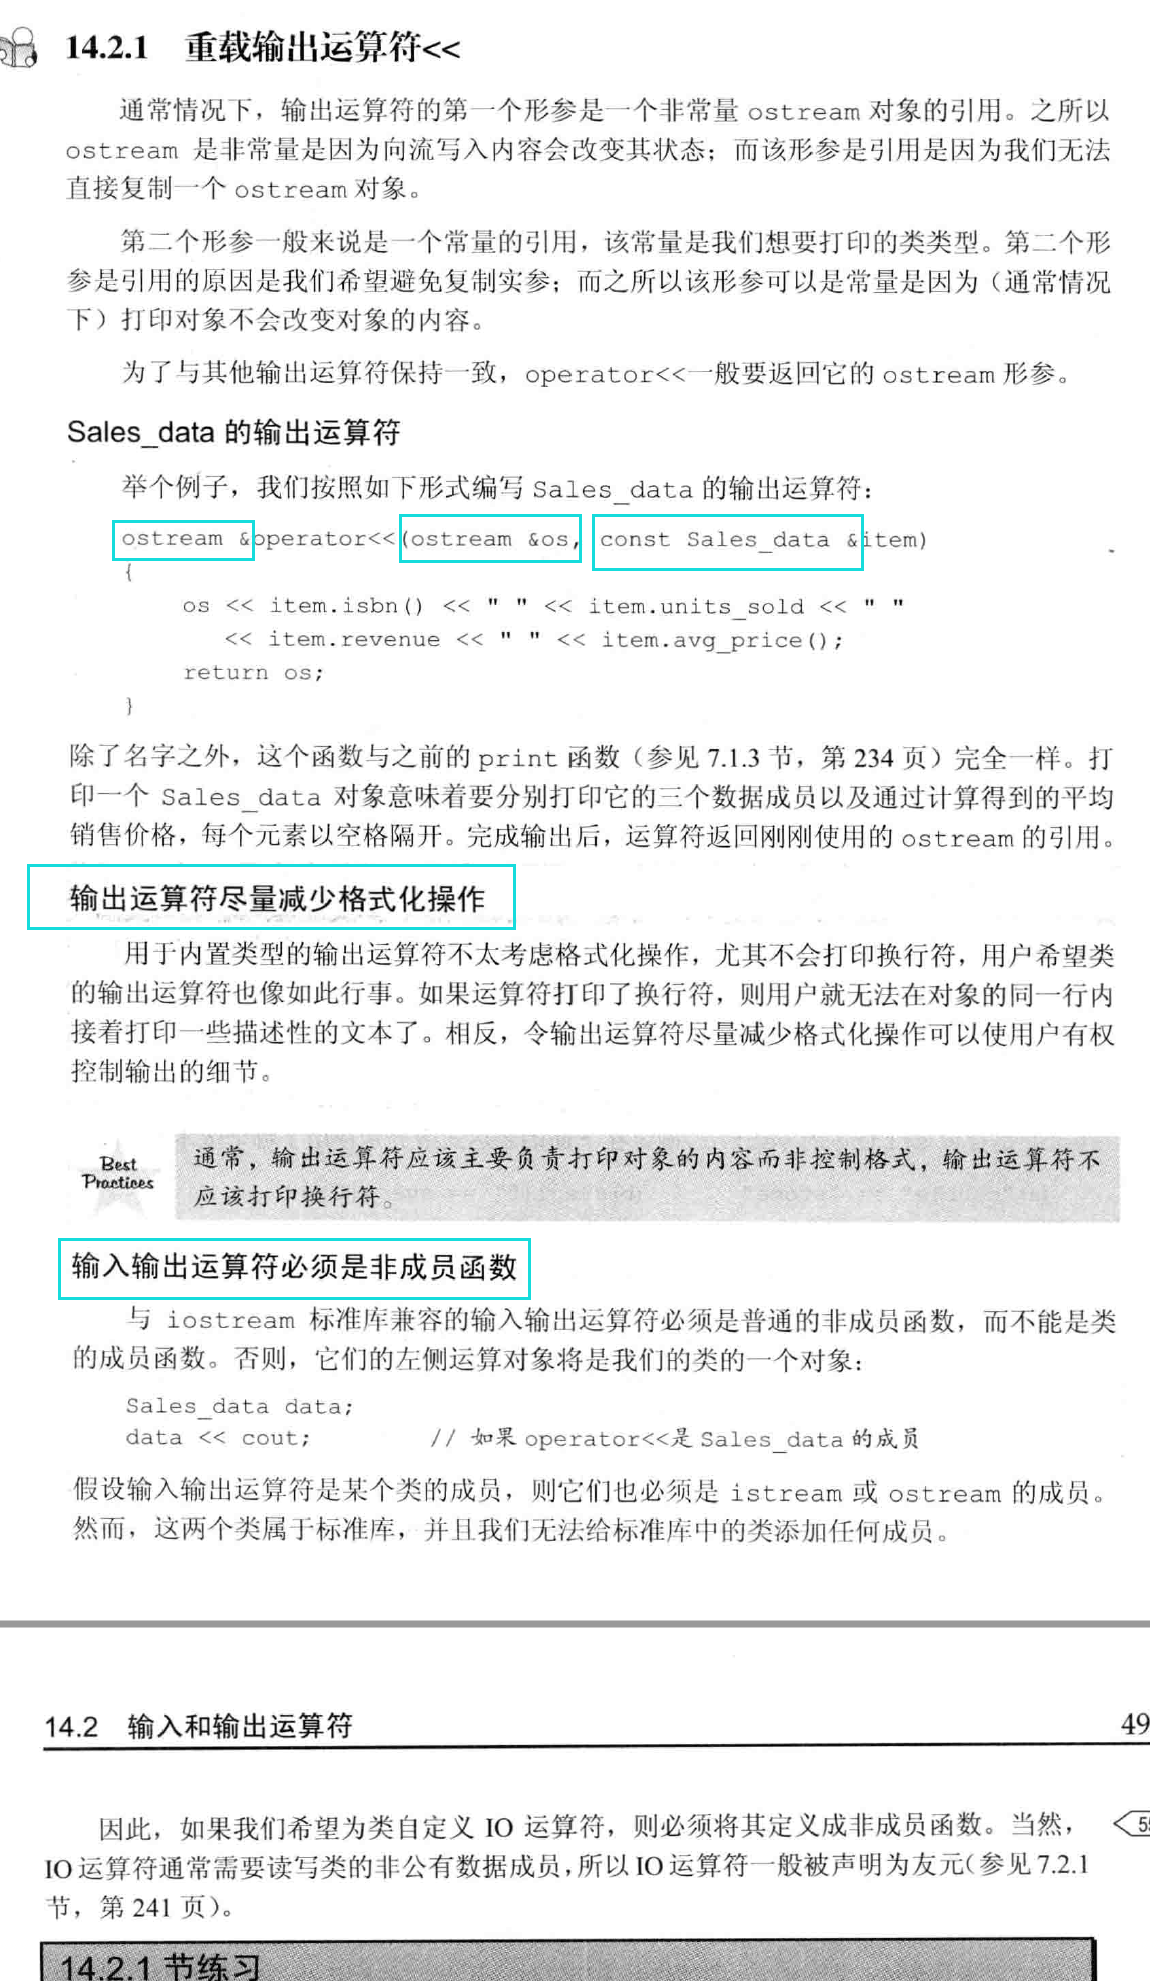 14.2.1 重载输出运算符<<
通常情况下，输出运算符的第一个形参是一个非常量 ostream 对象的引用。之所以
ostream 是非常量是因为向流写入内容会改变其状态；而该形参是引用是因为我们无法
直接复制一个 ostream 对象。
第二个形参一般来说是一个常量的引用，该常量是我们想要打印的类类型。第二个形
参是引用的原因是我们希望避免复制实参；而之所以该形参可以是常量是因为（通常情况
下）打印对象不会改变对象的内容。
为了与其他输出运算符保持一致，operator<<一般要返回它的 ostream 形参。
Sales_data 的输出运算符
举个例子，我们按照如下形式编写 Sales_data 的输出运算符：
ostream &operator<<(ostream &os, const Sales_data &item)
{
os << item.isbn() << " " << item.units_sold << " "
<< item.revenue << " " << item.avg_price();
return os;
}
除了名字之外，这个函数与之前的 print 函数（参见 7.1.3 节，第 234 页）完全一样。打
印一个 Sales_data 对象意味着要分别打印它的三个数据成员以及通过计算得到的平均
销售价格，每个元素以空格隔开。完成输出后，运算符返回刚刚使用的 ostream 的引用。
输出运算符尽量减少格式化操作
用于内置类型的输出运算符不太考虑格式化操作，尤其不会打印换行符，用户希望类
的输出运算符也像如此行事。如果运算符打印了换行符，则用户就无法在对象的同一行内
接着打印一些描述性的文本了。相反，令输出运算符尽量减少格式化操作可以使用户有权
控制输出的细节。
Best
Practices
通常，输出运算符应该主要负责打印对象的内容而非控制格式，输出运算符不
应该打印换行符。
输入输出运算符必须是非成员函数
与 iostream 标准库兼容的输入输出运算符必须是普通的非成员函数，而不能是类
的成员函数。否则，它们的左侧运算对象将是我们的类的一个对象：
Sales_data data;
data << cout; // 如果 operator<<是 Sales_data 的成员
假设输入输出运算符是某个类的成员，则它们也必须是 istream 或 ostream 的成员。
然而，这两个类属于标准库，并且我们无法给标准库中的类添加任何成员。
14.2 输入和输出运算符 49
因此，如果我们希望为类自定义 IO 运算符，则必须将其定义成非成员函数。当然，
IO 运算符通常需要读写类的非公有数据成员，所以 IO 运算符一般被声明为友元（参见 7.2.1
节，第 241 页）。
14.2.1 节练习